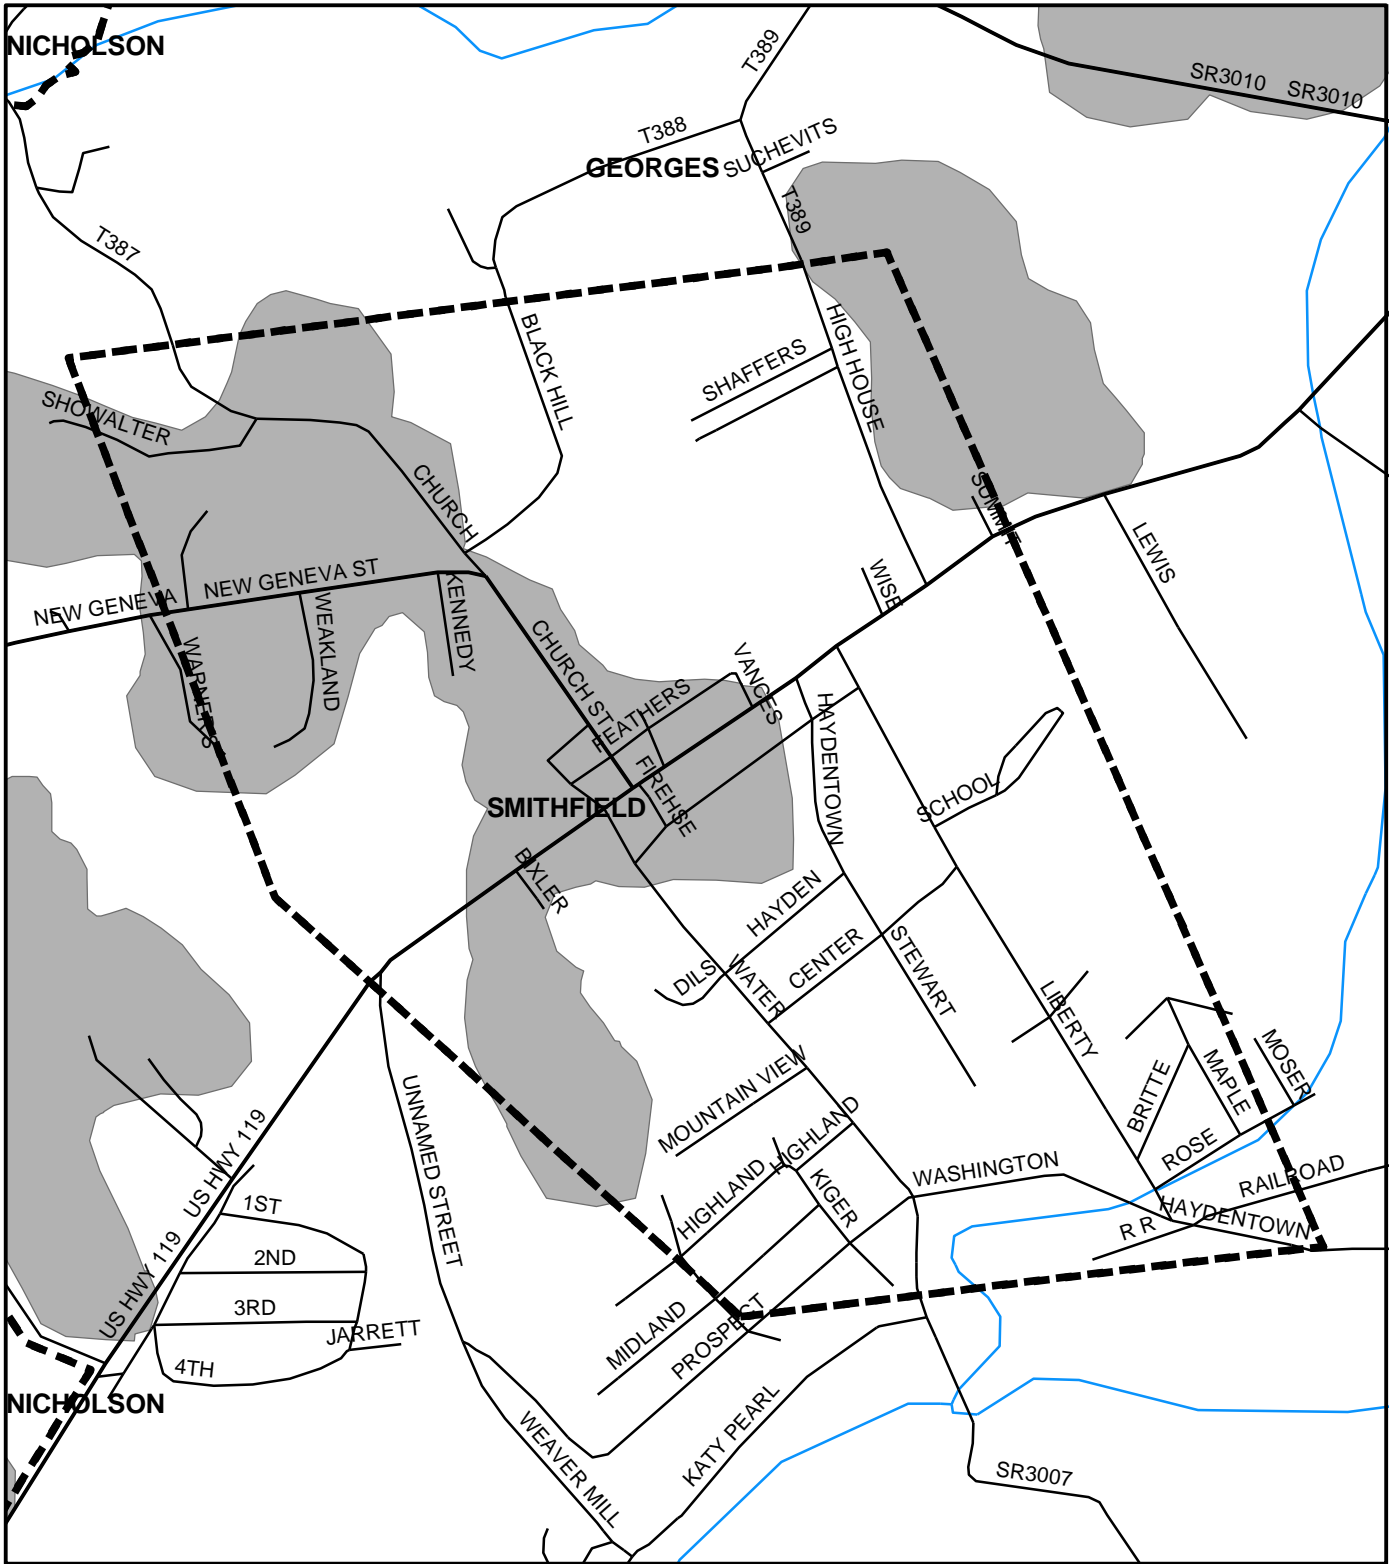 NICHOLSON
T389
SR3010
SR3010
T388
SUCHEVITS
GEORGES
T389
T387
BLACK HILL
HIGH HOUSE
SHAFFERS
SHOWALTER
CHURCH
SUMMIT
LEWIS
NEW GENEVA
NEW GENEVA ST
KENNEDY
WEAKLAND
WISE
WARNERS
CHURCH ST
FEATHERS
VANCES
HAYDENTOWN
FIREHSE
SMITHFIELD
SCHOOL
BIXLER
HAYDEN
CENTER
STEWART
DILS
WATER
LIBERTY
MOUNTAIN VIEW
UNNAMED STREET
BRITTE
MAPLE
MOSER
US HWY 119
HIGHLAND
HIGHLAND
KIGER
WASHINGTON
ROSE
RAILROAD
1ST
R R
HAYDENTOWN
2ND
US HWY 119
3RD
JARRETT
MIDLAND
PROSPECT
4TH
NICHOLSON
KATY PEARL
WEAVER MILL
SR3007